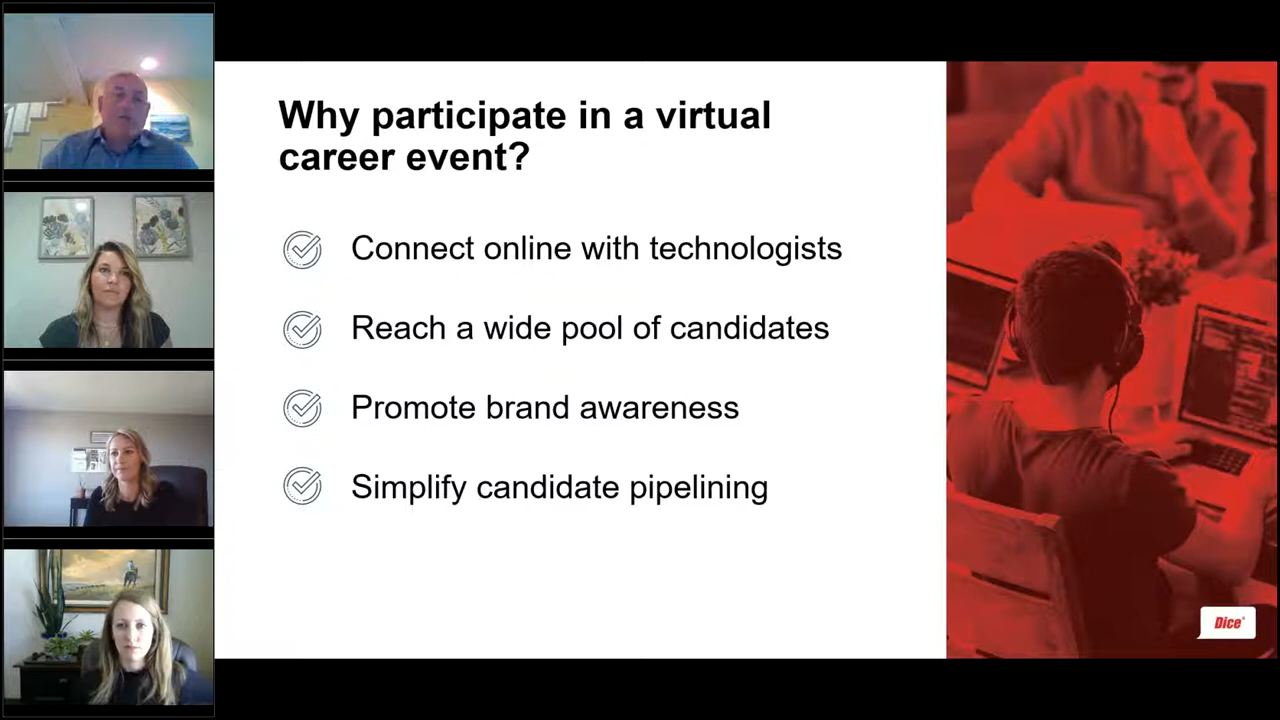 Why participate in a virtual
career event?
Connect online with technologists
Reach a wide pool of candidates
Promote brand awareness
Simplify candidate pipelining
Dice®